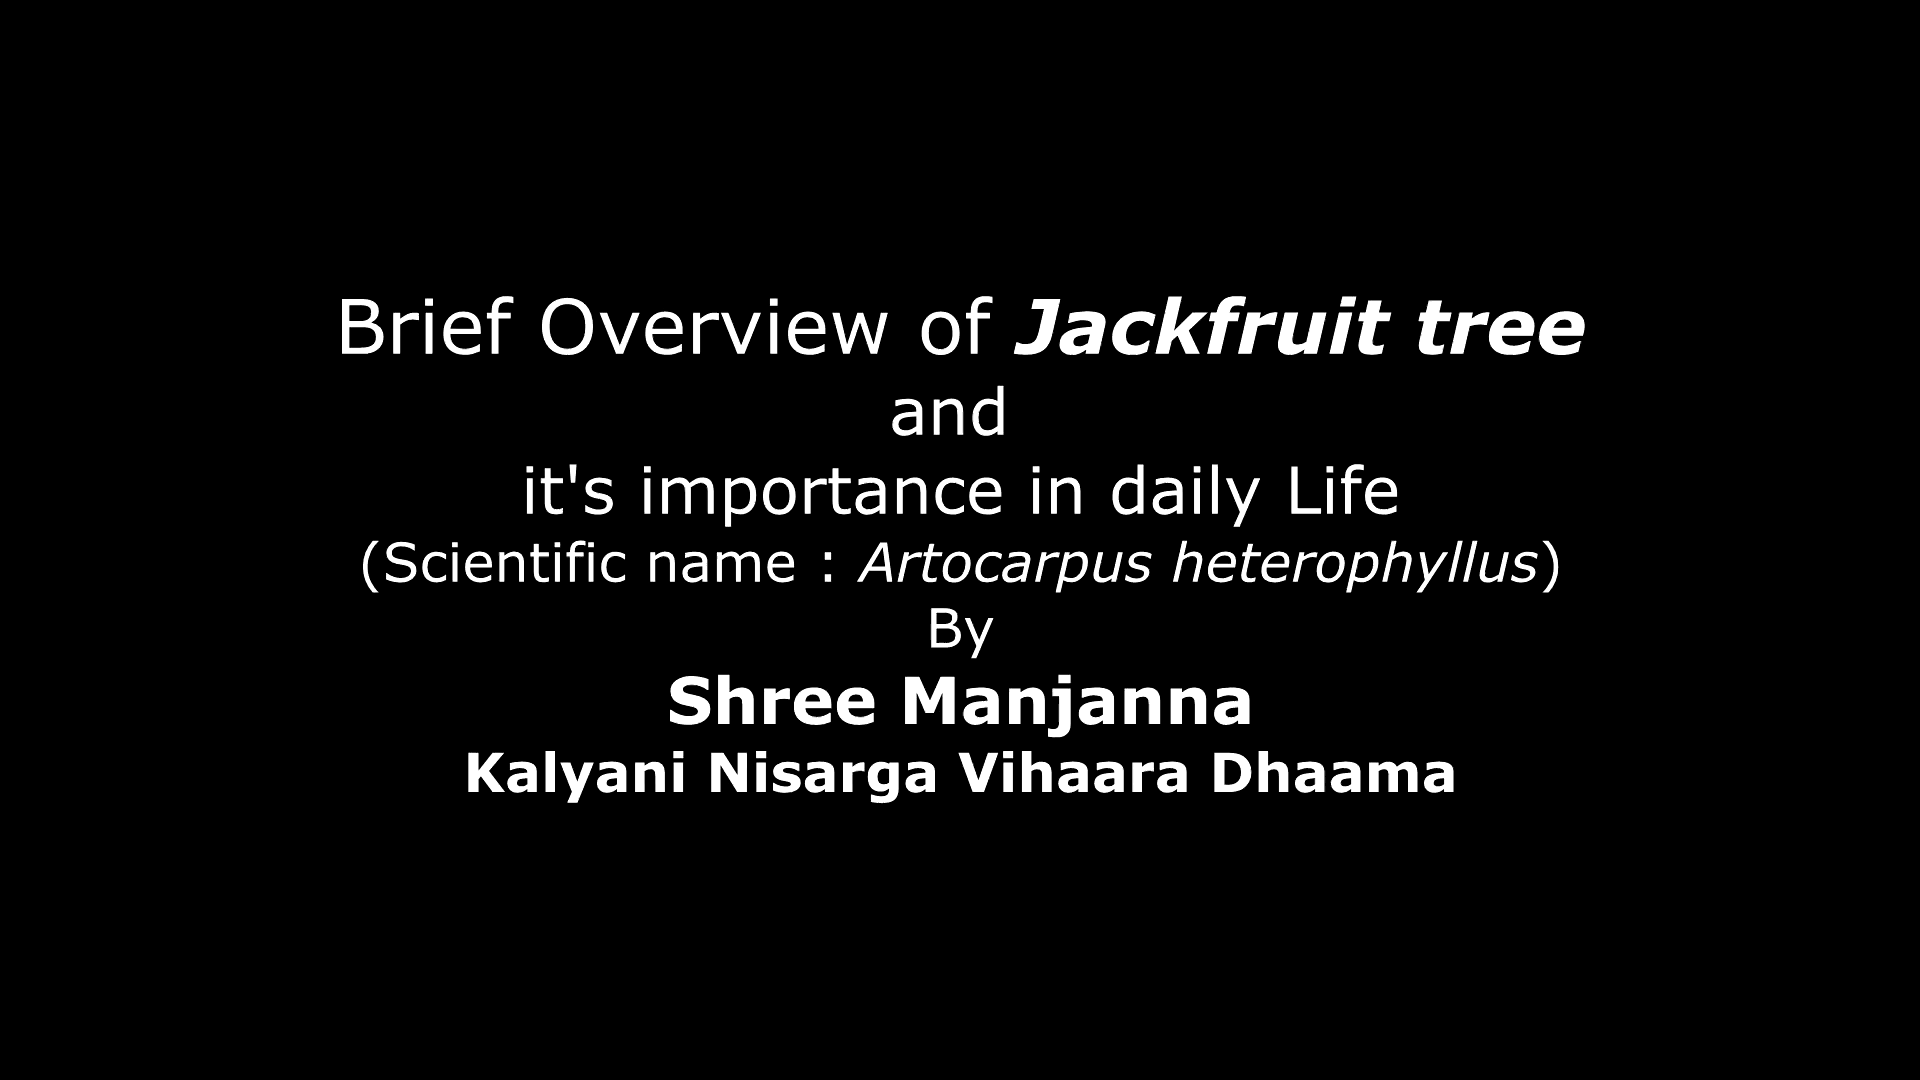 Brief Overview of Jackfruit tree
and
it's importance in daily Life
(Scientific name : Artocarpus heterophyllus)
By
Shree Manjanna
Kalyani Nisarga Vihaara Dhaama